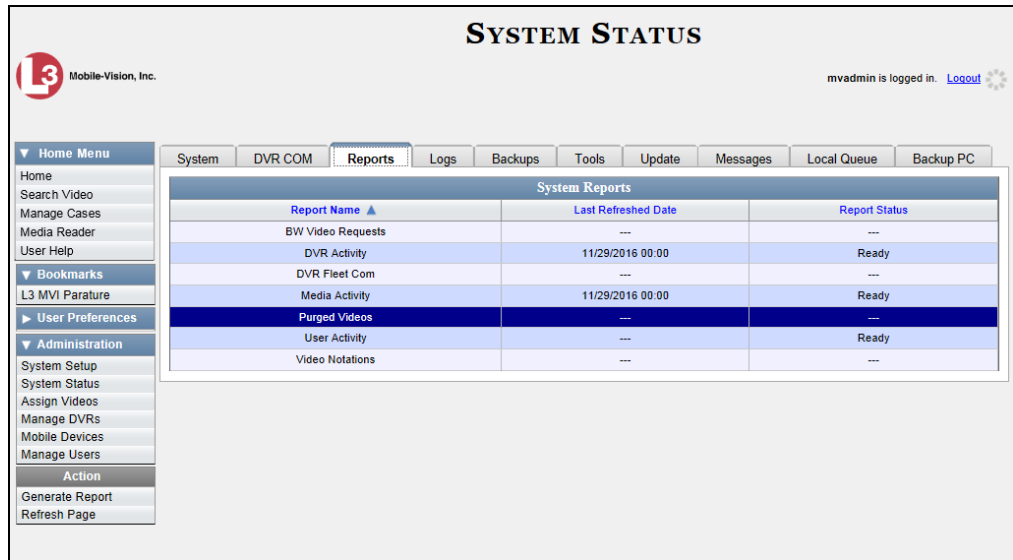 SYSTEM STATUS
L3 Mobile-Vision, Inc.
mvadmin is logged in. Logout
▼ Home Menu
Home
Search Video
Manage Cases
Media Reader
User Help
▼ Bookmarks
L3 MVI Parature
► User Preferences
▼ Administration
System Setup
System Status
Assign Videos
Manage DVRs
Mobile Devices
Manage Users
Action
Generate Report
Refresh Page
System DVR COM Reports Logs Backups Tools Update Messages Local Queue Backup PC
System Reports
Report Name ▲ Last Refreshed Date Report Status
BW Video Requests --- ---
DVR Activity 11/29/2016 00:00 Ready
DVR Fleet Com --- ---
Media Activity 11/29/2016 00:00 Ready
Purged Videos --- ---
User Activity --- Ready
Video Notations --- ---